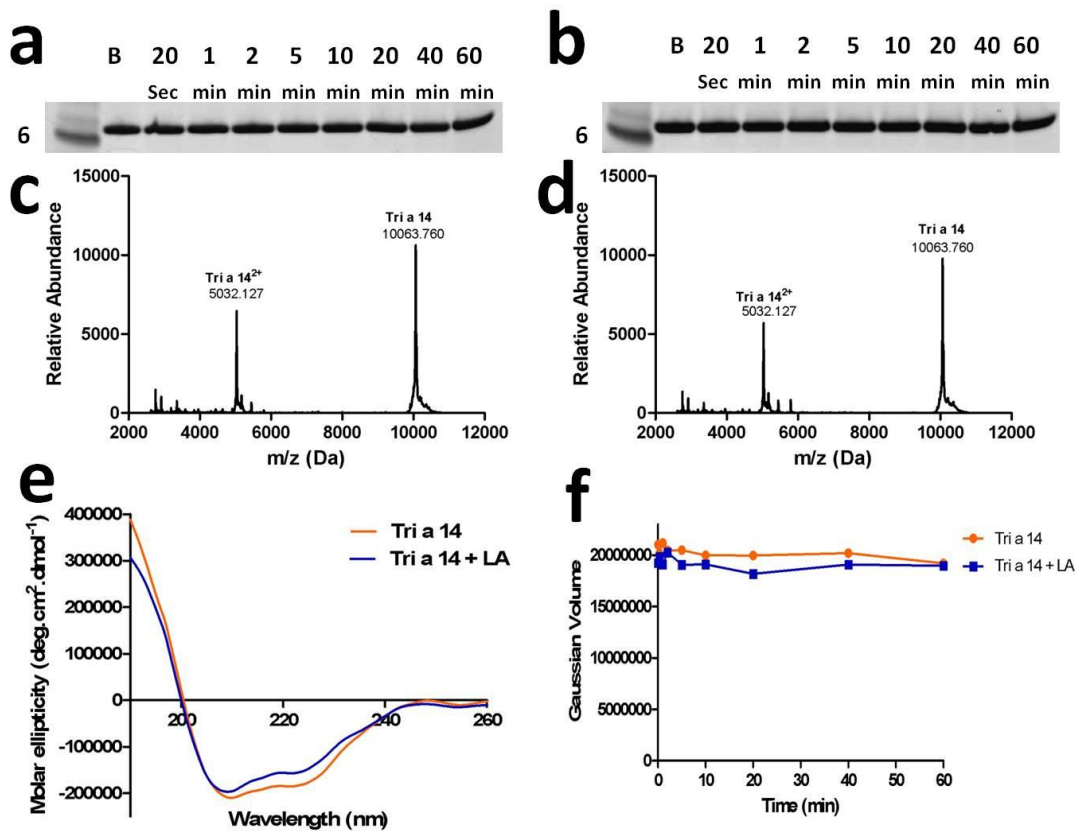 a
B 20 1 2 5 10 20 40 60
Sec min min min min min min min
6
b
B 20 1 2 5 10 20 40 60
Sec min min min min min min min
6
c
15000
10000
5000
0
Relative Abundance
Tri a 14
10063.760
Tri a 14²⁺
5032.127
2000 4000 6000 8000 10000 12000
m/z (Da)
d
15000
10000
5000
0
Relative Abundance
Tri a 14
10063.760
Tri a 14²⁺
5032.127
2000 4000 6000 8000 10000 12000
m/z (Da)
e
400000
300000
200000
100000
0
-100000
-200000
Molar ellipticity (deg.cm².dmol⁻¹)
Tri a 14
Tri a 14 + LA
200 220 240 260
Wavelength (nm)
f
20000000
15000000
10000000
5000000
0
Gaussian Volume
Tri a 14
Tri a 14 + LA
0 10 20 30 40 50 60
Time (min)